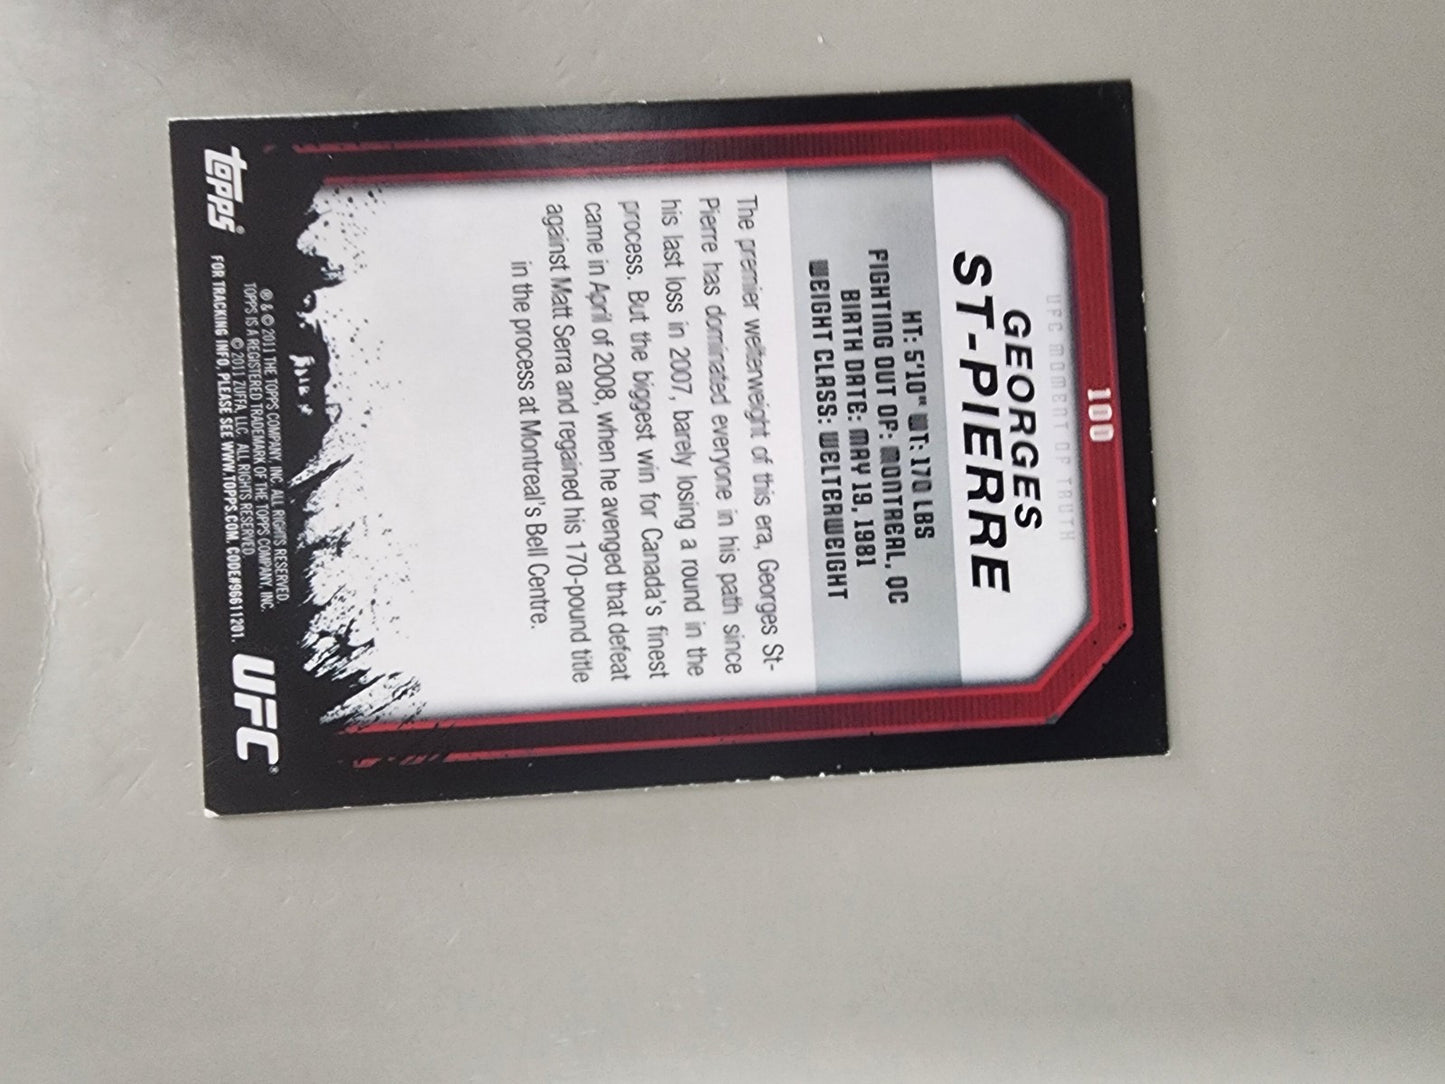 100
UFC MOMENT OF TRUTH
GEORGES
ST-PIERRE
HT: 5'10" WT: 170 LBS
FIGHTING OUT OF: MONTREAL, QC
BIRTH DATE: MAY 19, 1981
WEIGHT CLASS: WELTERWEIGHT
The premier welterweight of this era, Georges St-
Pierre has dominated everyone in his path since
his last loss in 2007, barely losing a round in the
process. But the biggest win for Canada's finest
came in April of 2008, when he avenged that defeat
against Matt Serra and regained his 170-pound title
in the process at Montreal's Bell Centre.
® & © 2011 THE TOPPS COMPANY, INC. ALL RIGHTS RESERVED.
TOPPS IS A REGISTERED TRADEMARK OF THE TOPPS COMPANY, INC.
© 2011 ZUFFA, LLC. ALL RIGHTS RESERVED
FOR TRACKING INFO, PLEASE SEE WWW.TOPPS.COM. CODE#96611201.
topps®
UFC®